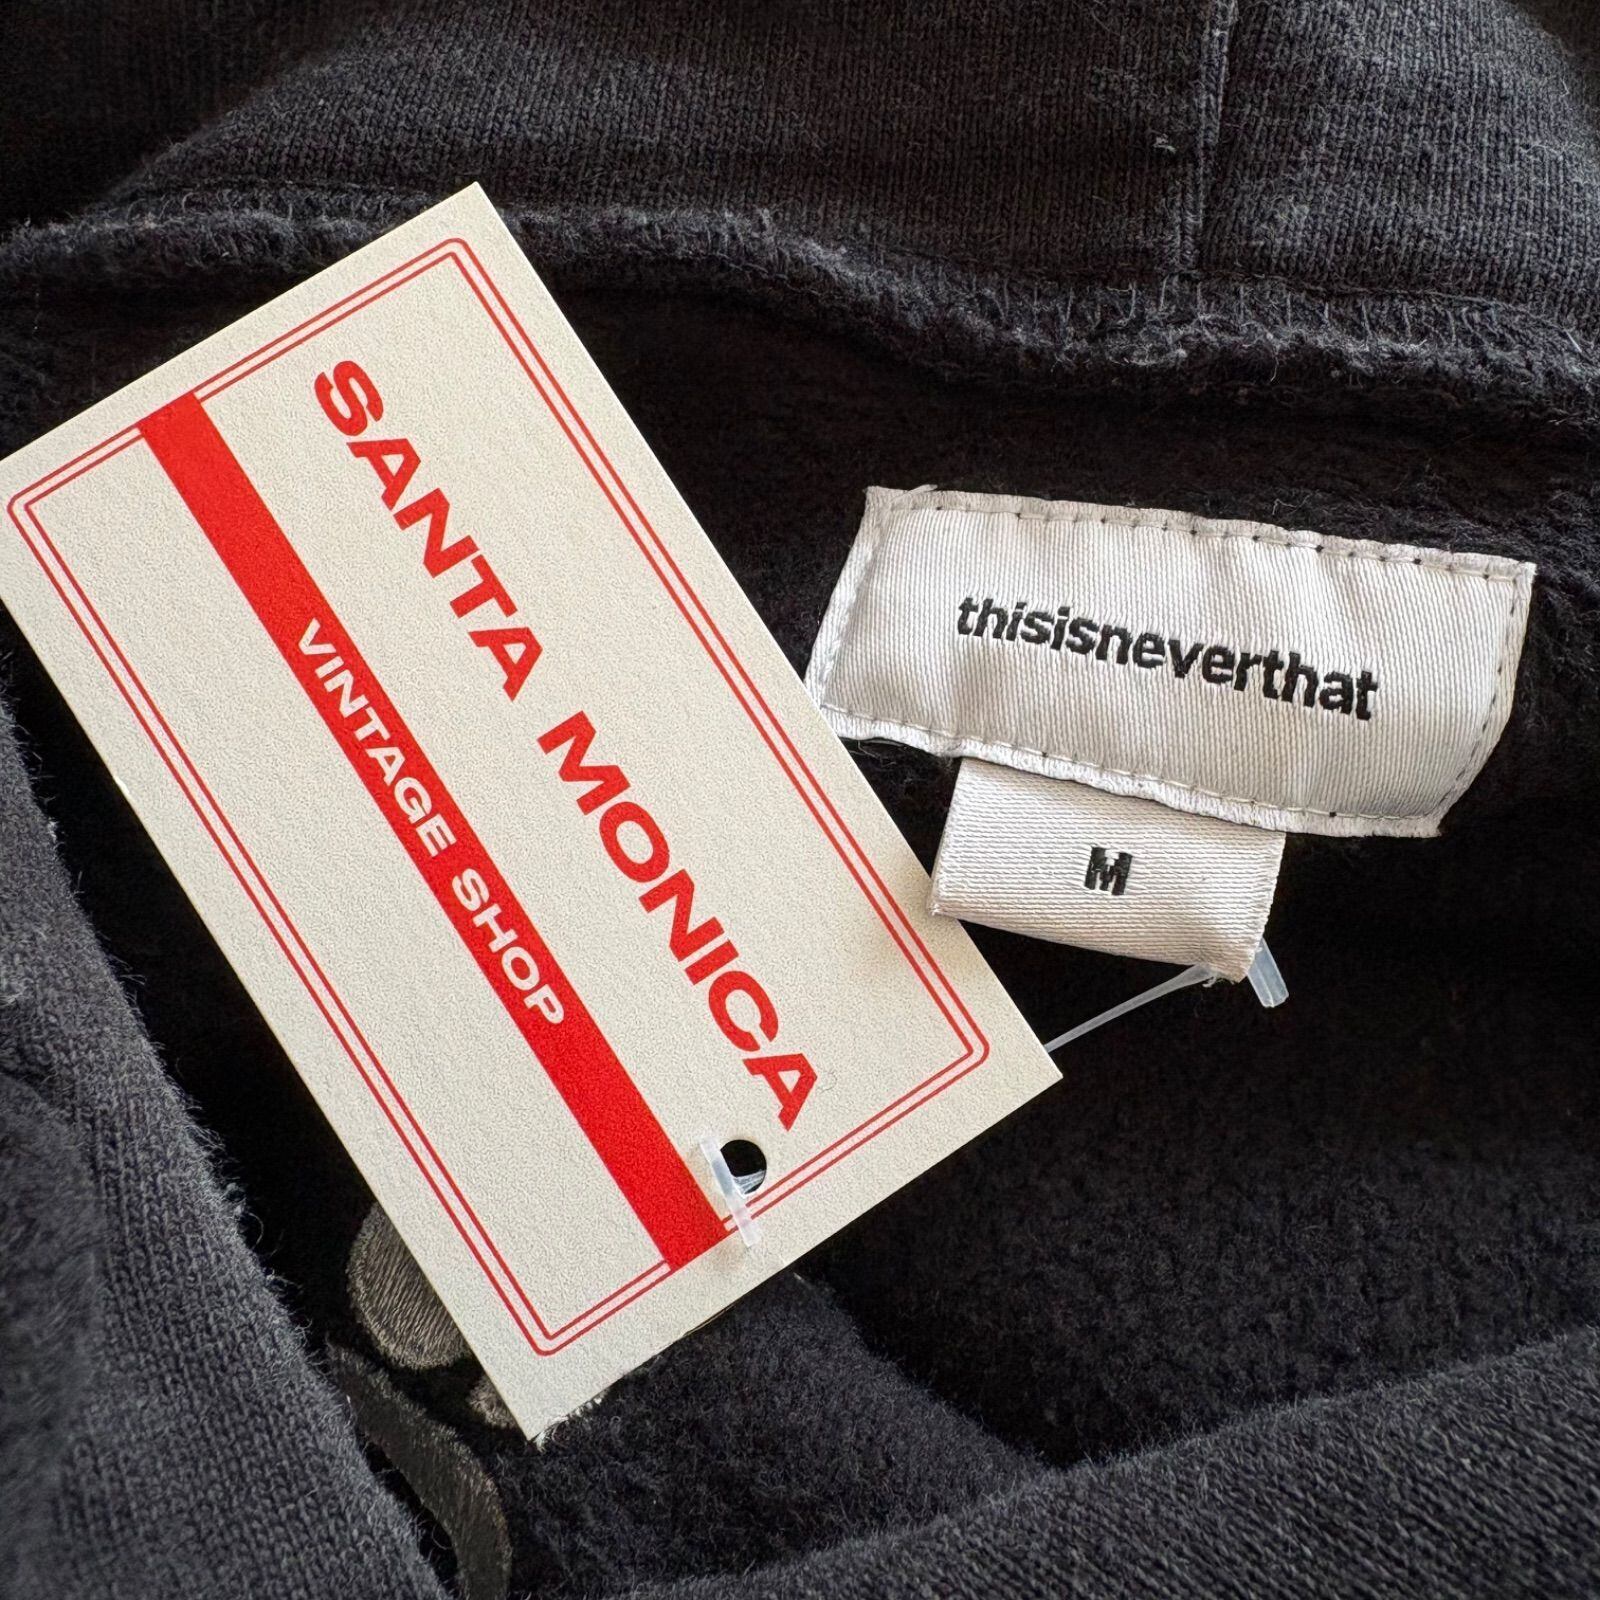 SANTA MONICA
VINTAGE SHOP
thisisneverthat
M